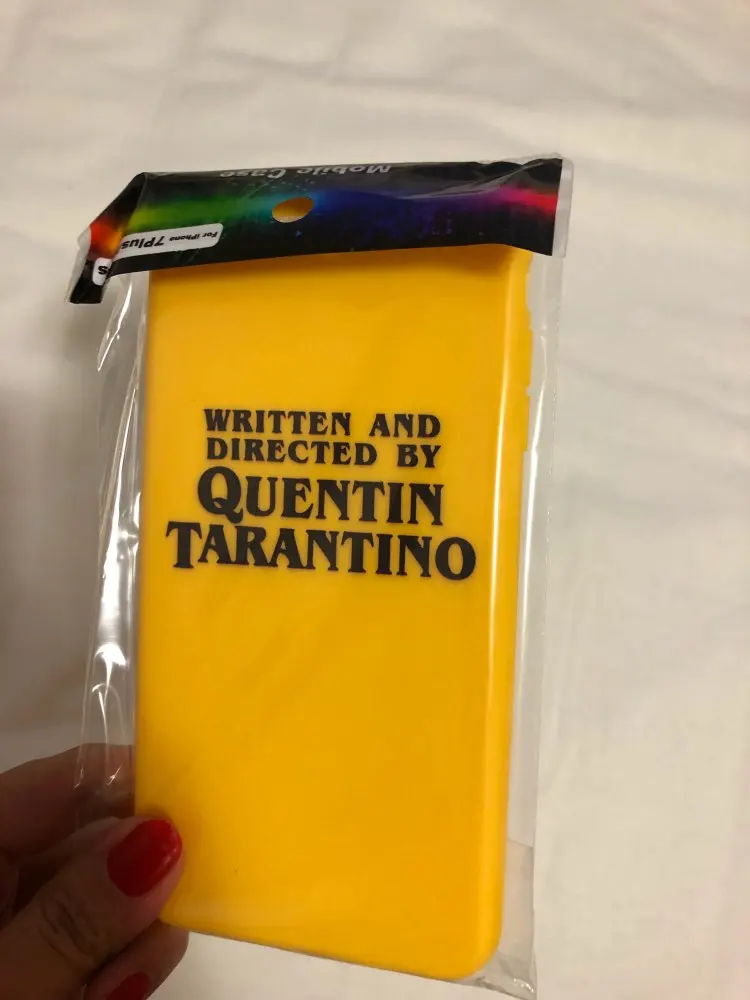 Mobile Case
For iPhone 7Plus
WRITTEN AND
DIRECTED BY
QUENTIN
TARANTINO